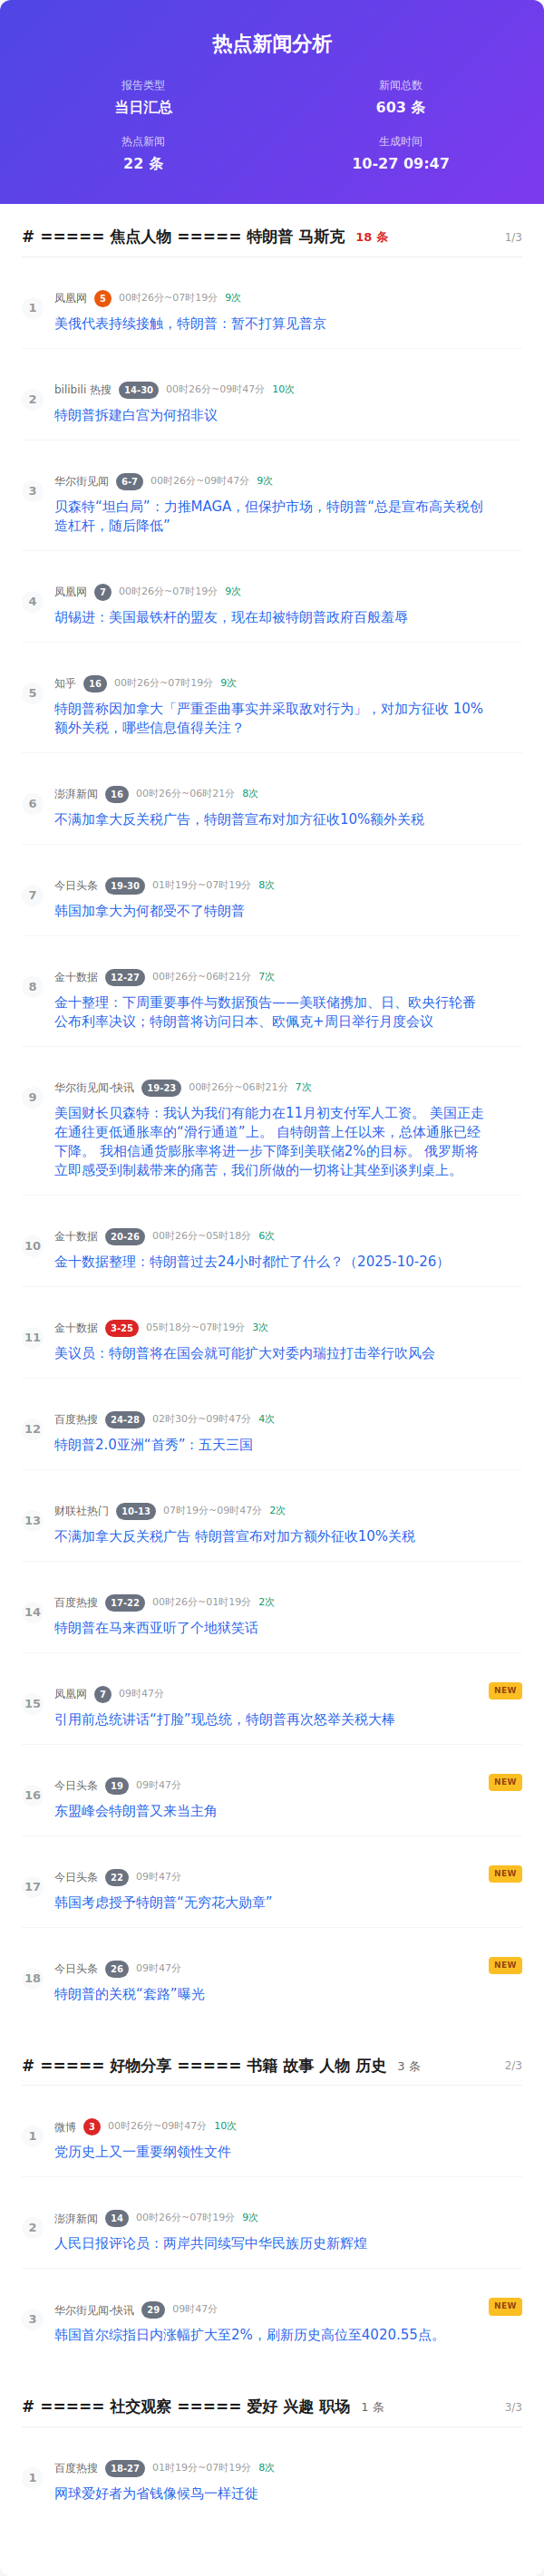 热点新闻分析
报告类型
当日汇总
新闻总数
603 条
热点新闻
22 条
生成时间
10-27 09:47
# ===== 焦点人物 ===== 特朗普 马斯克 18 条 1/3
1
凤凰网 5 00时26分~07时19分 9次
美俄代表持续接触，特朗普：暂不打算见普京
2
bilibili 热搜 14-30 00时26分~09时47分 10次
特朗普拆建白宫为何招非议
3
华尔街见闻 6-7 00时26分~09时47分 9次
贝森特“坦白局”：力推MAGA，但保护市场，特朗普“总是宣布高关税创
造杠杆，随后降低”
4
凤凰网 7 00时26分~07时19分 9次
胡锡进：美国最铁杆的盟友，现在却被特朗普政府百般羞辱
5
知乎 16 00时26分~07时19分 9次
特朗普称因加拿大「严重歪曲事实并采取敌对行为」，对加方征收 10%
额外关税，哪些信息值得关注？
6
澎湃新闻 16 00时26分~06时21分 8次
不满加拿大反关税广告，特朗普宣布对加方征收10%额外关税
7
今日头条 19-30 01时19分~07时19分 8次
韩国加拿大为何都受不了特朗普
8
金十数据 12-27 00时26分~06时21分 7次
金十整理：下周重要事件与数据预告——美联储携加、日、欧央行轮番
公布利率决议；特朗普将访问日本、欧佩克+周日举行月度会议
9
华尔街见闻-快讯 19-23 00时26分~06时21分 7次
美国财长贝森特：我认为我们有能力在11月初支付军人工资。 美国正走
在通往更低通胀率的“滑行通道”上。 自特朗普上任以来，总体通胀已经
下降。 我相信通货膨胀率将进一步下降到美联储2%的目标。 俄罗斯将
立即感受到制裁带来的痛苦，我们所做的一切将让其坐到谈判桌上。
10
金十数据 20-26 00时26分~05时18分 6次
金十数据整理：特朗普过去24小时都忙了什么？（2025-10-26）
11
金十数据 3-25 05时18分~07时19分 3次
美议员：特朗普将在国会就可能扩大对委内瑞拉打击举行吹风会
12
百度热搜 24-28 02时30分~09时47分 4次
特朗普2.0亚洲“首秀”：五天三国
13
财联社热门 10-13 07时19分~09时47分 2次
不满加拿大反关税广告 特朗普宣布对加方额外征收10%关税
14
百度热搜 17-22 00时26分~01时19分 2次
特朗普在马来西亚听了个地狱笑话
15
凤凰网 7 09时47分 NEW
引用前总统讲话“打脸”现总统，特朗普再次怒举关税大棒
16
今日头条 19 09时47分 NEW
东盟峰会特朗普又来当主角
17
今日头条 22 09时47分 NEW
韩国考虑授予特朗普“无穷花大勋章”
18
今日头条 26 09时47分 NEW
特朗普的关税“套路”曝光
# ===== 好物分享 ===== 书籍 故事 人物 历史 3 条 2/3
1
微博 3 00时26分~09时47分 10次
党历史上又一重要纲领性文件
2
澎湃新闻 14 00时26分~07时19分 9次
人民日报评论员：两岸共同续写中华民族历史新辉煌
3
华尔街见闻-快讯 29 09时47分 NEW
韩国首尔综指日内涨幅扩大至2%，刷新历史高位至4020.55点。
# ===== 社交观察 ===== 爱好 兴趣 职场 1 条 3/3
1
百度热搜 18-27 01时19分~07时19分 8次
网球爱好者为省钱像候鸟一样迁徙